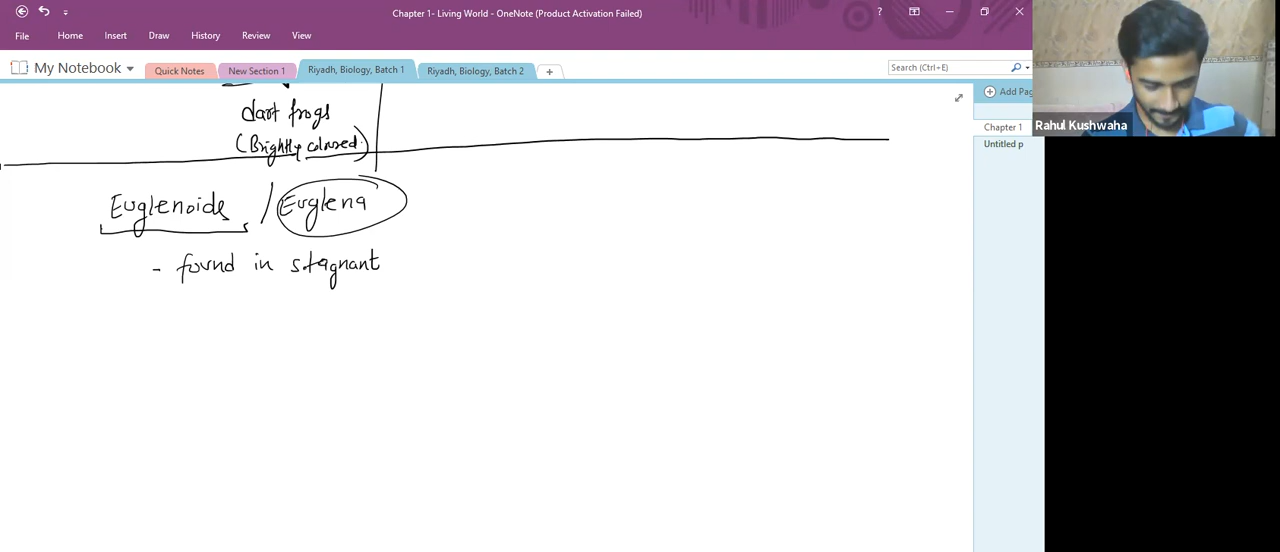 Chapter 1- Living World - OneNote (Product Activation Failed)
?
File Home Insert Draw History Review View
My Notebook
Quick Notes New Section 1 Riyadh, Biology, Batch 1 Riyadh, Biology, Batch 2
Search (Ctrl+E)
Add Pag
Chapter 1
Untitled p
Rahul Kushwaha
dart frogs
(Brightly colored)
Euglenoids / Euglena
- found in stagnant